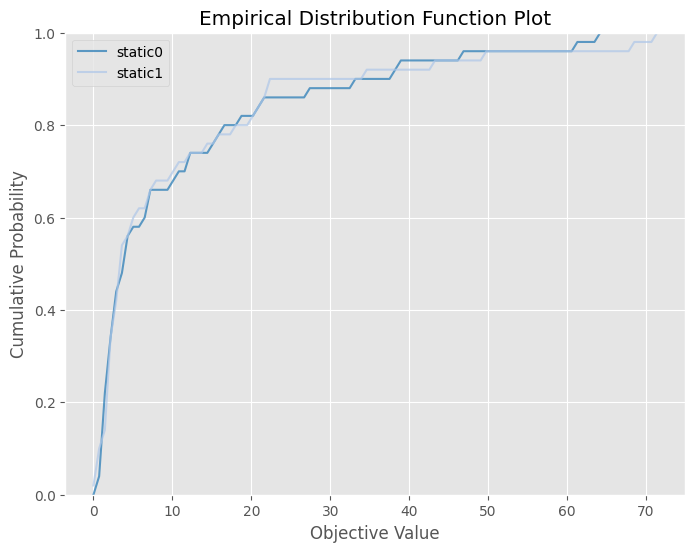 Empirical Distribution Function Plot
static0
static1
Cumulative Probability
1.0
0.8
0.6
0.4
0.2
0.0
0 10 20 30 40 50 60 70
Objective Value